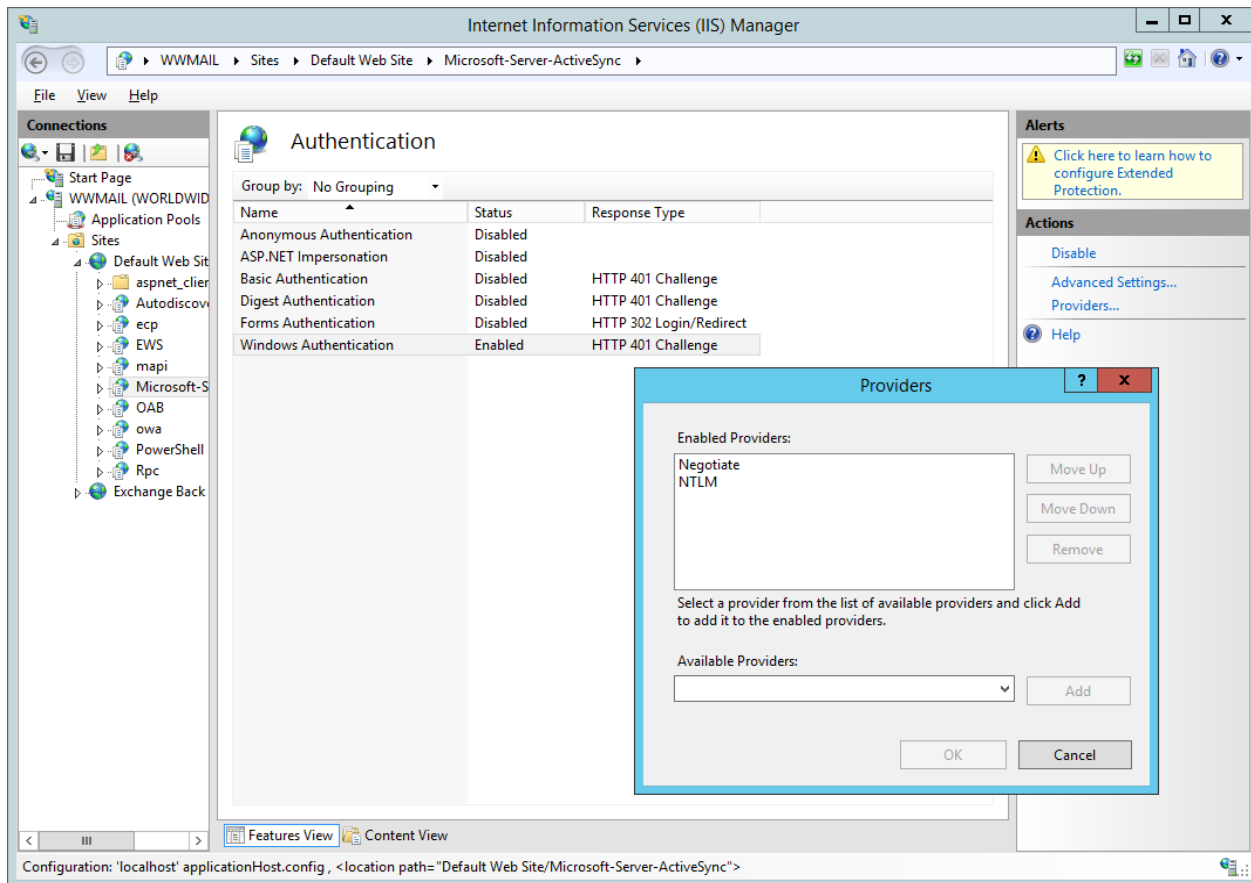 Internet Information Services (IIS) Manager
WWMAIL Sites Default Web Site Microsoft-Server-ActiveSync
File View Help
Connections
Start Page
WWMAIL (WORLDWID
Application Pools
Sites
Default Web Sit
aspnet_clier
Autodiscov
ecp
EWS
mapi
Microsoft-S
OAB
owa
PowerShell
Rpc
Exchange Back
Authentication
Group by: No Grouping
Name Status Response Type
Anonymous Authentication Disabled
ASP.NET Impersonation Disabled
Basic Authentication Disabled HTTP 401 Challenge
Digest Authentication Disabled HTTP 401 Challenge
Forms Authentication Disabled HTTP 302 Login/Redirect
Windows Authentication Enabled HTTP 401 Challenge
Providers
Enabled Providers:
Negotiate
NTLM
Move Up
Move Down
Remove
Select a provider from the list of available providers and click Add
to add it to the enabled providers.
Available Providers:
Add
OK Cancel
Alerts
Click here to learn how to
configure Extended
Protection.
Actions
Disable
Advanced Settings...
Providers...
Help
Features View Content View
Configuration: 'localhost' applicationHost.config , <location path="Default Web Site/Microsoft-Server-ActiveSync">